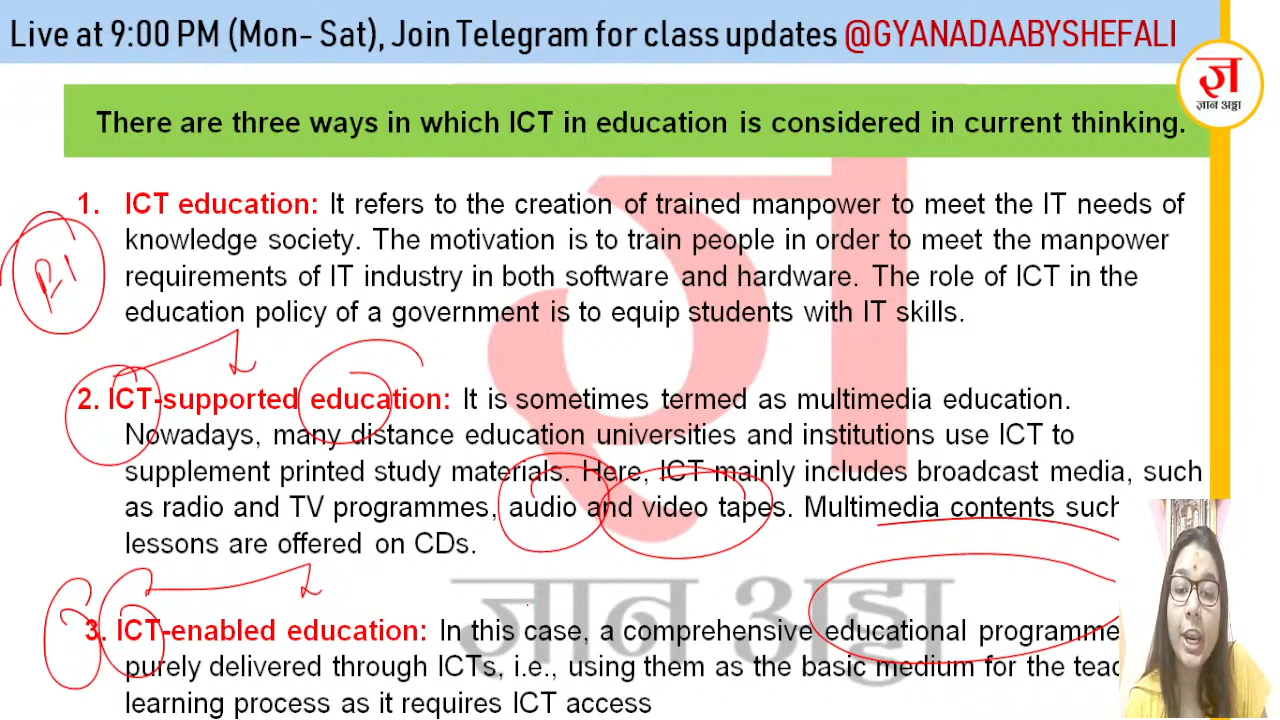 Live at 9:00 PM (Mon- Sat), Join Telegram for class updates @GYANADAABYSHEFALI
ज्ञ
ज्ञान अड्डा
There are three ways in which ICT in education is considered in current thinking.
1. ICT education: It refers to the creation of trained manpower to meet the IT needs of
knowledge society. The motivation is to train people in order to meet the manpower
requirements of IT industry in both software and hardware. The role of ICT in the
education policy of a government is to equip students with IT skills.
2. ICT-supported education: It is sometimes termed as multimedia education.
Nowadays, many distance education universities and institutions use ICT to
supplement printed study materials. Here, ICT mainly includes broadcast media, such
as radio and TV programmes, audio and video tapes. Multimedia contents such
lessons are offered on CDs.
3. ICT-enabled education: In this case, a comprehensive educational programme
purely delivered through ICTs, i.e., using them as the basic medium for the
learning process as it requires ICT access
ज्ञ
ज्ञान अड्डा